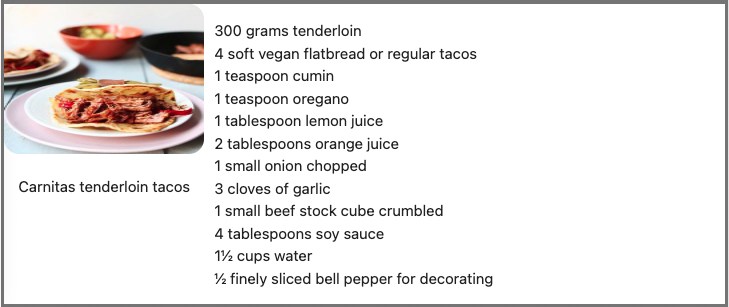 300 grams tenderloin
4 soft vegan flatbread or regular tacos
1 teaspoon cumin
1 teaspoon oregano
1 tablespoon lemon juice
2 tablespoons orange juice
1 small onion chopped
3 cloves of garlic
1 small beef stock cube crumbled
4 tablespoons soy sauce
1½ cups water
½ finely sliced bell pepper for decorating
Carnitas tenderloin tacos